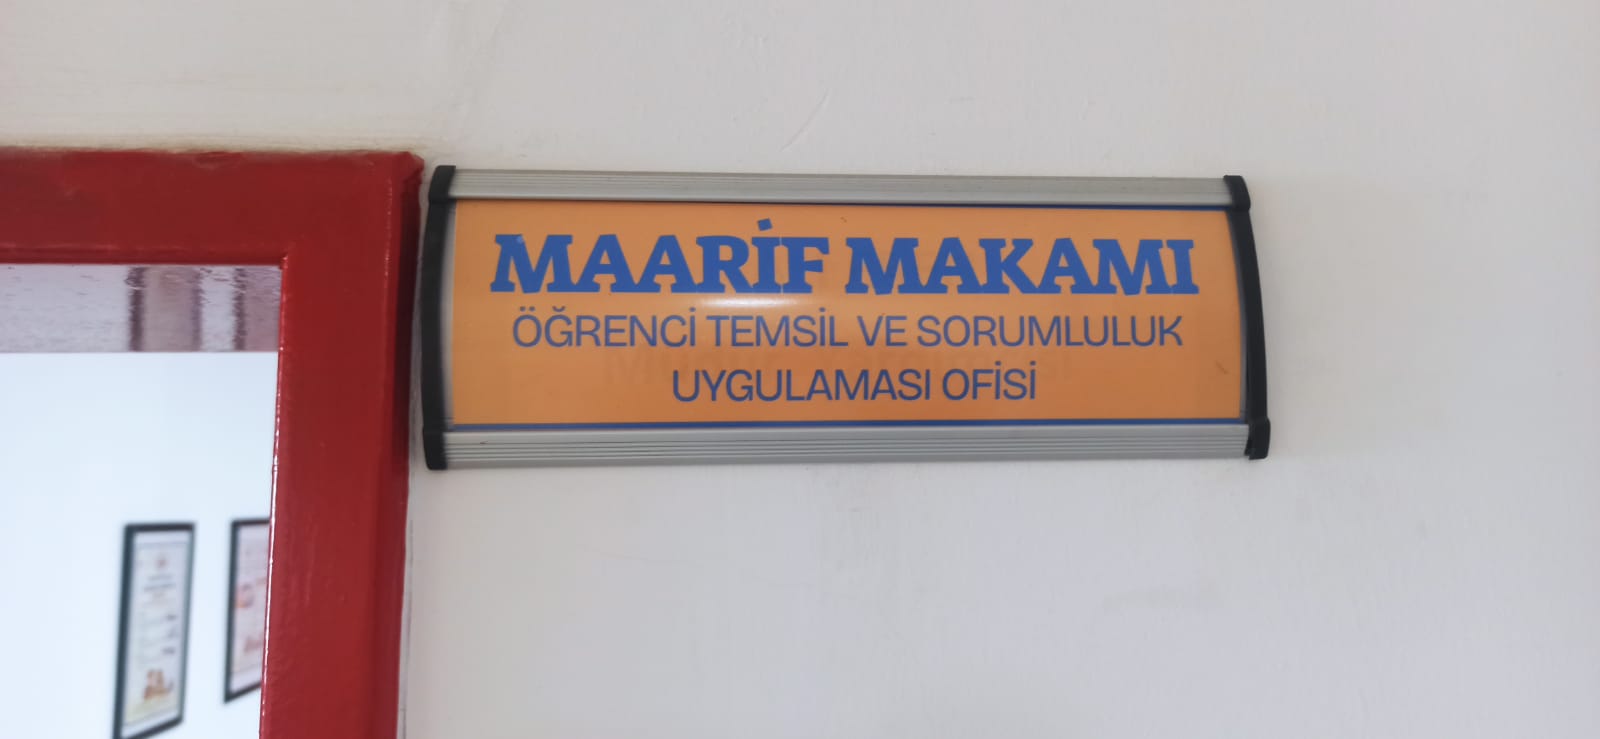 MAARİF MAKAMI
ÖĞRENCİ TEMSİL VE SORUMLULUK
UYGULAMASI OFİSİ